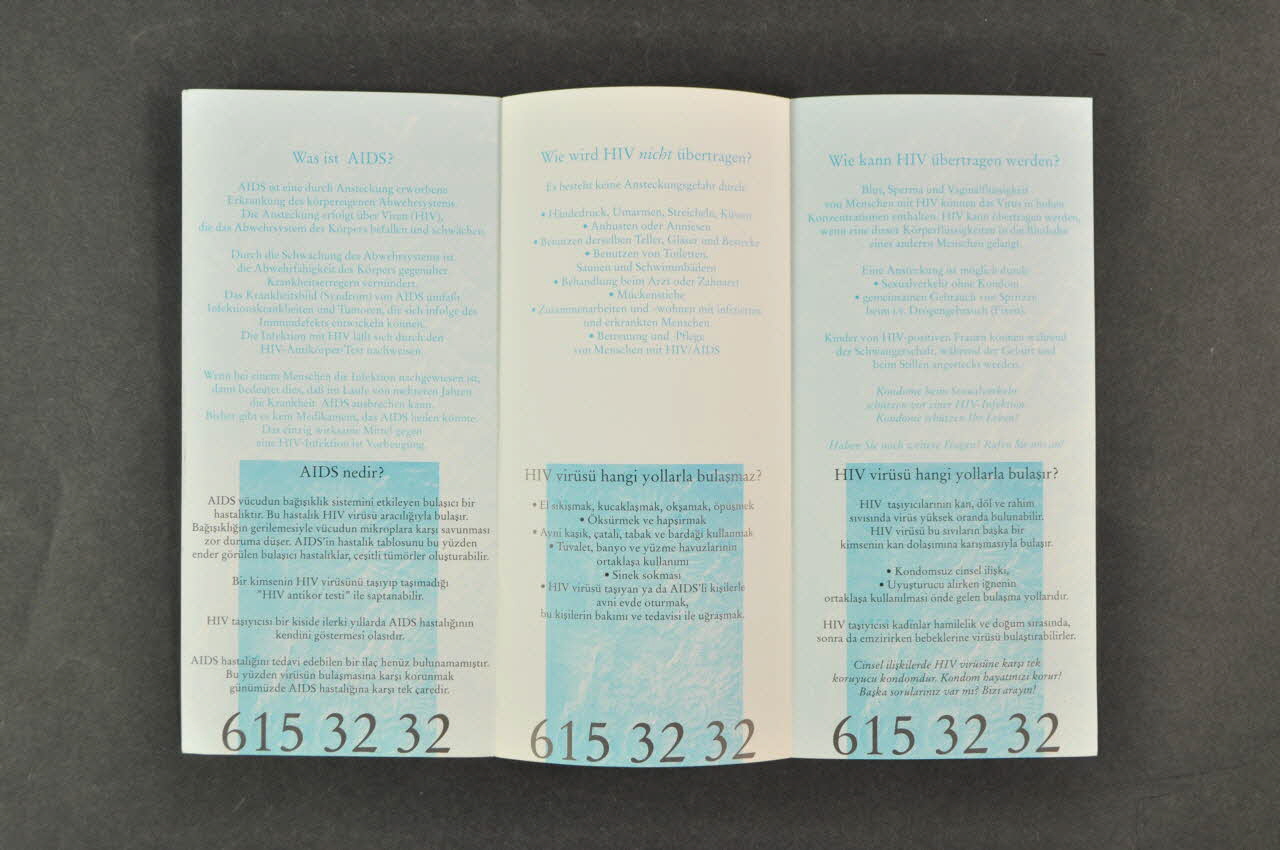 Was ist AIDS?
AIDS ist eine durch Ansteckung erworbene
Erkrankung des körpereigenen Abwehrsystems.
Die Ansteckung erfolgt über Viren (HIV),
die das Abwehrsystem des Körpers befallen und schwächen.
Durch die Schwächung des Abwehrsystems ist
die Abwehrfähigkeit des Körpers gegenüber
Krankheitserregern vermindert.
Das Krankheitsbild (Syndrom) von AIDS umfaßt
Infektionskrankheiten und Tumoren, die sich infolge des
Immundefekts entwickeln können.
Die Infektion mit HIV läßt sich durch den
HIV-Antikörper-Test nachweisen.
Wenn bei einem Menschen die Infektion nachgewiesen ist,
dann bedeutet dies, daß im Laufe von mehreren Jahren
die Krankheit AIDS ausbrechen kann.
Bisher gibt es kein Medikament, das AIDS heilen könnte.
Das einzig wirksame Mittel gegen
eine HIV-Infektion ist Vorbeugung.
AIDS nedir?
AIDS vücudun bağışıklık sistemini etkileyen bulaşıcı bir
hastaliktır. Bu hastalık HIV virüsü aracılığıyla bulaşır.
Bağışıklığın gerilemesiyle vücudun mikroplara karşı savunması
zor duruma düşer. AIDS'in hastalık tablosunu bu yüzden
ender görülen bulaşıcı hastalıklar, çeşitli tümörler oluşturabilir.
Bir kimsenin HIV virüsünü taşıyıp taşımadığı
"HIV antikor testi" ile saptanabilir.
HIV taşıyıcısı bir kiside ilerki yıllarda AIDS hastalığının
kendini göstermesi olasıdır.
AIDS hastaliğıni tedavi edebilen bir ilaç henüz bulunamamıştır.
Bu yüzden virüsün bulaşmasına karşı korunmak
günümüzde AIDS hastalığına karşı tek çaredir.
615 32 32
Wie wird HIV nicht übertragen?
Es besteht keine Ansteckungsgefahr durch:
• Händedruck, Umarmen, Streicheln, Küssen
• Anhusten oder Anniesen
• Benutzen derselben Teller, Gläser und Bestecke
• Benutzen von Toiletten,
Saunen und Schwimmbädern
• Behandlung beim Arzt oder Zahnarzt
• Mückenstiche
• Zusammenarbeiten und -wohnen mit infizierten
und erkrankten Menschen
• Betreuung und Pflege
von Menschen mit HIV/AIDS
HIV virüsü hangi yollarla bulaşmaz?
• El sikişmak, kucaklaşmak, okşamak, öpüşmek
• Öksürmek ve hapşirmak
• Ayni kaşik, çatali, tabak ve bardaği kullanmak
• Tuvalet, banyo ve yüzme havuzlarinin
ortaklaşa kullanımı
• Sinek sokması
• HIV virüsü taşıyan ya da AIDS'li kişilerle
avni evde oturmak,
bu kişilerin bakımı ve tedavisi ile uğraşmak.
615 32 32
Wie kann HIV übertragen werden?
Blut, Sperma und Vaginalflüssigkeit
von Menschen mit HIV können das Virus in hohen
Konzentrationen enthalten. HIV kann übertragen werden,
wenn eine dieser Körperflüssigkeiten in die Blutbahn
eines anderen Menschen gelangt.
Eine Ansteckung ist möglich durch:
• Sexualverkehr ohne Kondom
• gemeinsamen Gebrauch von Spritzen
beim i.v. Drogengebrauch (Fixen).
Kinder von HIV-positiven Frauen können während
der Schwangerschaft, während der Geburt und
beim Stillen angesteckt werden.
Kondome beim Sexualverkehr
schützen vor einer HIV-Infektion.
Kondome schützen Ihr Leben!
Haben Sie noch weitere Fragen? Rufen Sie uns an!
HIV virüsü hangi yollarla bulaşır?
HIV taşıyıcılarının kan, döl ve rahim
sıvısında virüs yüksek oranda bulunabilir.
HIV virüsü bu sıvıların başka bir
kimsenin kan dolaşımına karışmasıyla bulaşır.
• Kondomsuz cinsel ilişki,
• Uyuşturucu alirken iğnenin
ortaklaşa kullanılması önde gelen bulaşma yollarıdır.
HIV taşıyicisi kadinlar hamilelik ve doğum sırasında,
sonra da emzirirken bebeklerine virüsü bulaştırabilirler.
Cinsel ilişkilerde HIV virüsüne karşı tek
koruyucu kondomdur. Kondom hayatınızi korur!
Başka sorularınız var mı? Bizi arayın!
615 32 32